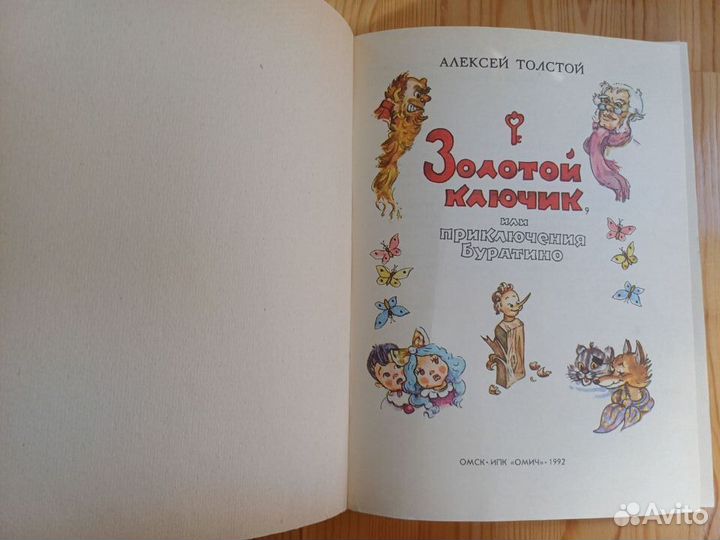 АЛЕКСЕЙ ТОЛСТОЙ
Золотой
ключик,
или
приключения
Буратино
ОМСК • ИПК «ОМИЧ» • 1992
Avito